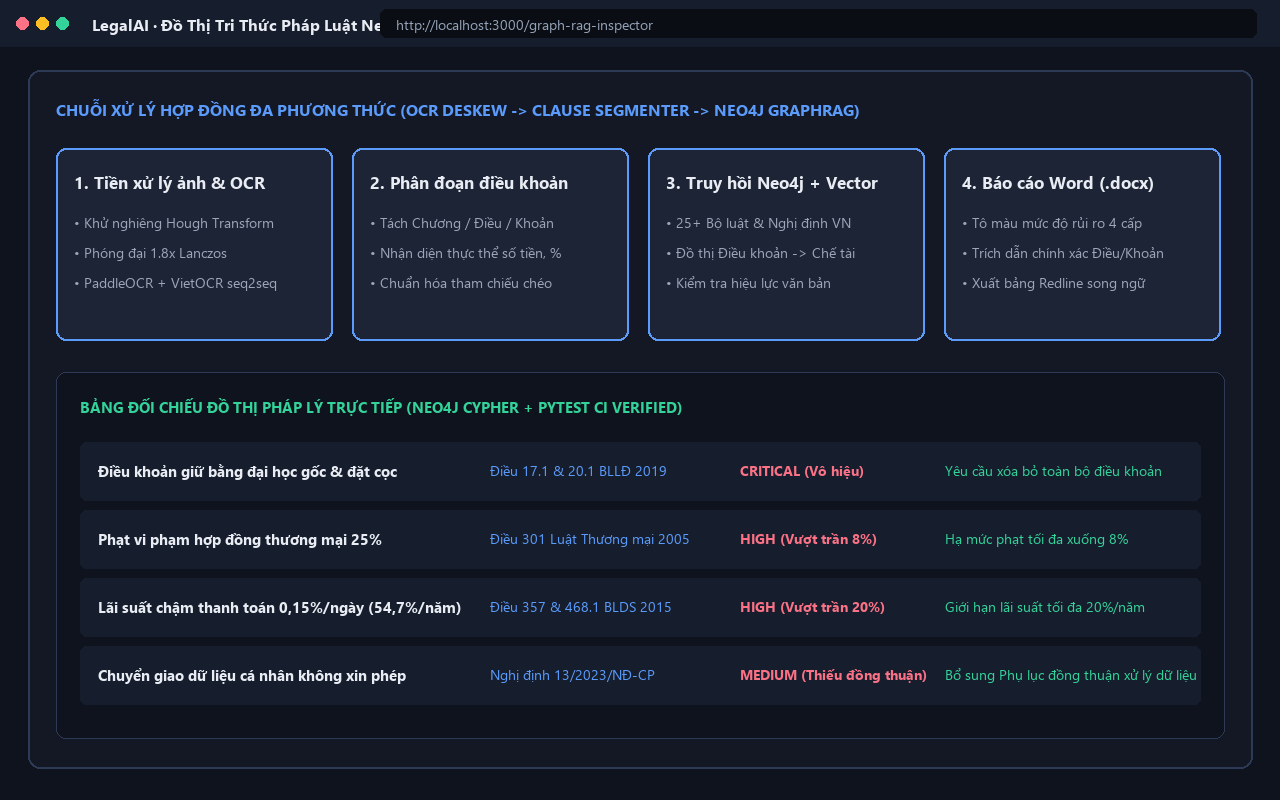 LegalAI · Đồ Thị Tri Thức Pháp Luật Ne
http://localhost:3000/graph-rag-inspector
CHUỖI XỬ LÝ HỢP ĐỒNG ĐA PHƯƠNG THỨC (OCR DESKEW -> CLAUSE SEGMENTER -> NEO4J GRAPHRAG)
1. Tiền xử lý ảnh & OCR
• Khử nghiêng Hough Transform
• Phóng đại 1.8x Lanczos
• PaddleOCR + VietOCR seq2seq
2. Phân đoạn điều khoản
• Tách Chương / Điều / Khoản
• Nhận diện thực thể số tiền, %
• Chuẩn hóa tham chiếu chéo
3. Truy hồi Neo4j + Vector
• 25+ Bộ luật & Nghị định VN
• Đồ thị Điều khoản -> Chế tài
• Kiểm tra hiệu lực văn bản
4. Báo cáo Word (.docx)
• Tô màu mức độ rủi ro 4 cấp
• Trích dẫn chính xác Điều/Khoản
• Xuất bảng Redline song ngữ
BẢNG ĐỐI CHIẾU ĐỒ THỊ PHÁP LÝ TRỰC TIẾP (NEO4J CYPHER + PYTEST CI VERIFIED)
Điều khoản giữ bằng đại học gốc & đặt cọc Điều 17.1 & 20.1 BLLĐ 2019 CRITICAL (Vô hiệu) Yêu cầu xóa bỏ toàn bộ điều khoản
Phạt vi phạm hợp đồng thương mại 25% Điều 301 Luật Thương mại 2005 HIGH (Vượt trần 8%) Hạ mức phạt tối đa xuống 8%
Lãi suất chậm thanh toán 0,15%/ngày (54,7%/năm) Điều 357 & 468.1 BLDS 2015 HIGH (Vượt trần 20%) Giới hạn lãi suất tối đa 20%/năm
Chuyển giao dữ liệu cá nhân không xin phép Nghị định 13/2023/NĐ-CP MEDIUM (Thiếu đồng thuận) Bổ sung Phụ lục đồng thuận xử lý dữ liệu